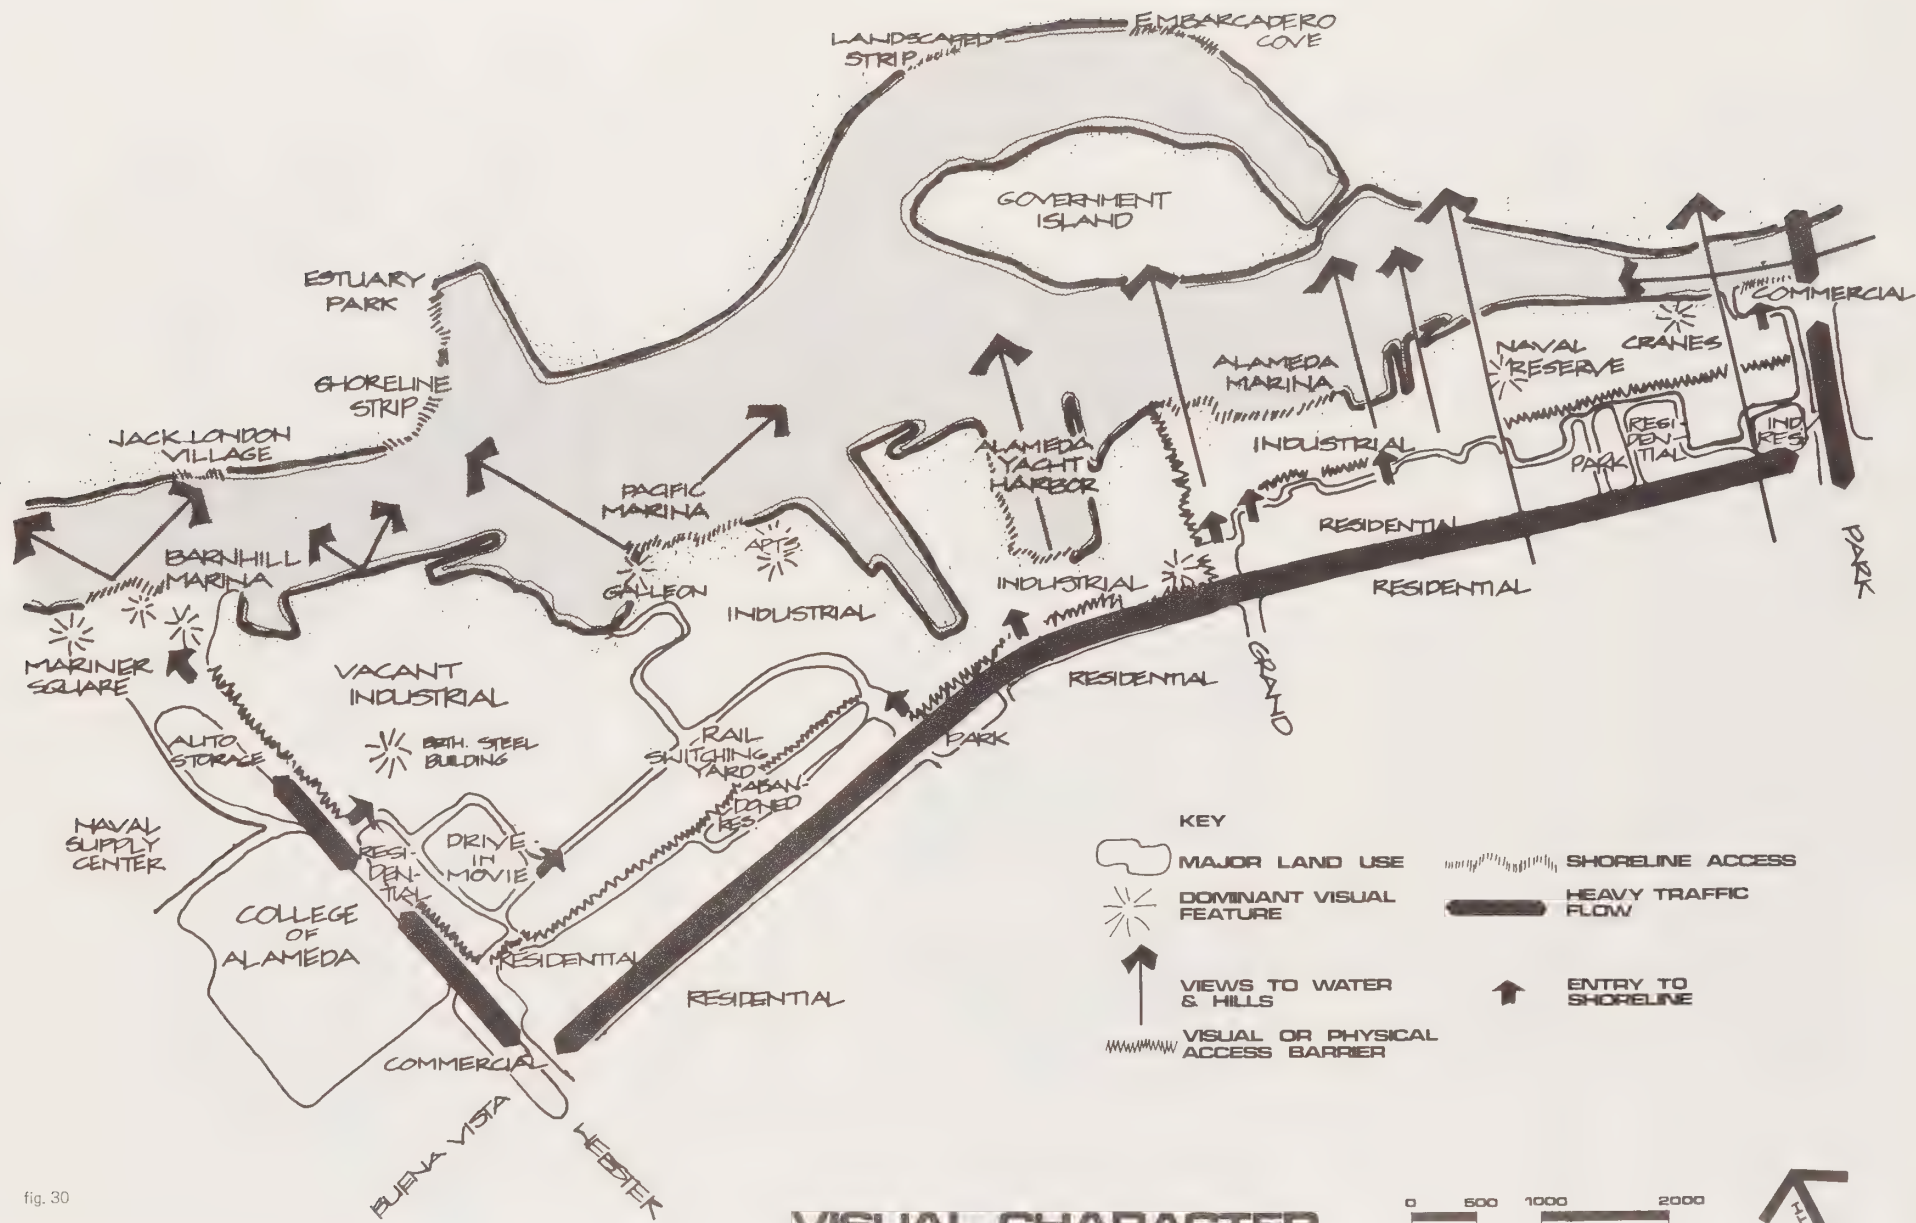 EMBARCADERO
COVE
LANDSCAPED
STRIP
GOVERNMENT
ISLAND
ESTUARY
PARK
SHORELINE
STRIP
JACK LONDON
VILLAGE
COMMERCIAL
CRANES
NAVAL
RESERVE
ALAMEDA
MARINA
INDUSTRIAL
RESI-
DEN-
TIAL
PARK
IND.
RES.
ALAMEDA
YACHT
HARBOR
PACIFIC
MARINA
APTS
GALLEON
INDUSTRIAL
INDUSTRIAL
RESIDENTIAL
RESIDENTIAL
PARK
BARNHILL
MARINA
MARINER
SQUARE
VACANT
INDUSTRIAL
BETH. STEEL
BUILDING
AUTO
STORAGE
RAIL
SWITCHING
YARD
ABAN-
DONED
RES.
PARK
RESIDENTIAL
GRAND
NAVAL
SUPPLY
CENTER
RESI-
DEN-
TIAL
DRIVE
IN
MOVIE
COLLEGE
OF
ALAMEDA
RESIDENTIAL
RESIDENTIAL
COMMERCIAL
BUENA VISTA
WEBSTER
KEY
MAJOR LAND USE
DOMINANT VISUAL
FEATURE
VIEWS TO WATER
& HILLS
VISUAL OR PHYSICAL
ACCESS BARRIER
SHORELINE ACCESS
HEAVY TRAFFIC
FLOW
ENTRY TO
SHORELINE
fig. 30
VISUAL CHARACTER
0 500 1000 2000